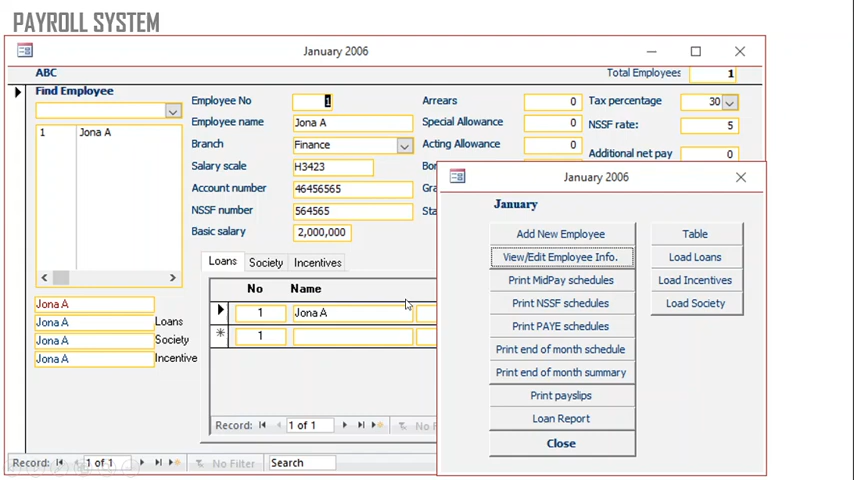 PAYROLL SYSTEM
January 2006
ABC
Total Employees
1
Find Employee
1 Jona A
Jona A
Jona A Loans
Jona A Society
Jona A Incentive
Employee No 1
Employee name Jona A
Branch Finance
Salary scale H3423
Account number 46456565
NSSF number 564565
Basic salary 2,000,000
Arrears 0
Special Allowance 0
Acting Allowance 0
Tax percentage 30
NSSF rate: 5
Additional net pay 0
Loans Society Incentives
No Name
1 Jona A
1
Record: 1 of 1 No F
Record: 1 of 1 No Filter Search
January 2006
January
Add New Employee
View/Edit Employee Info.
Print MidPay schedules
Print NSSF schedules
Print PAYE schedules
Print end of month schedule
Print end of month summary
Print payslips
Loan Report
Close
Table
Load Loans
Load Incentives
Load Society